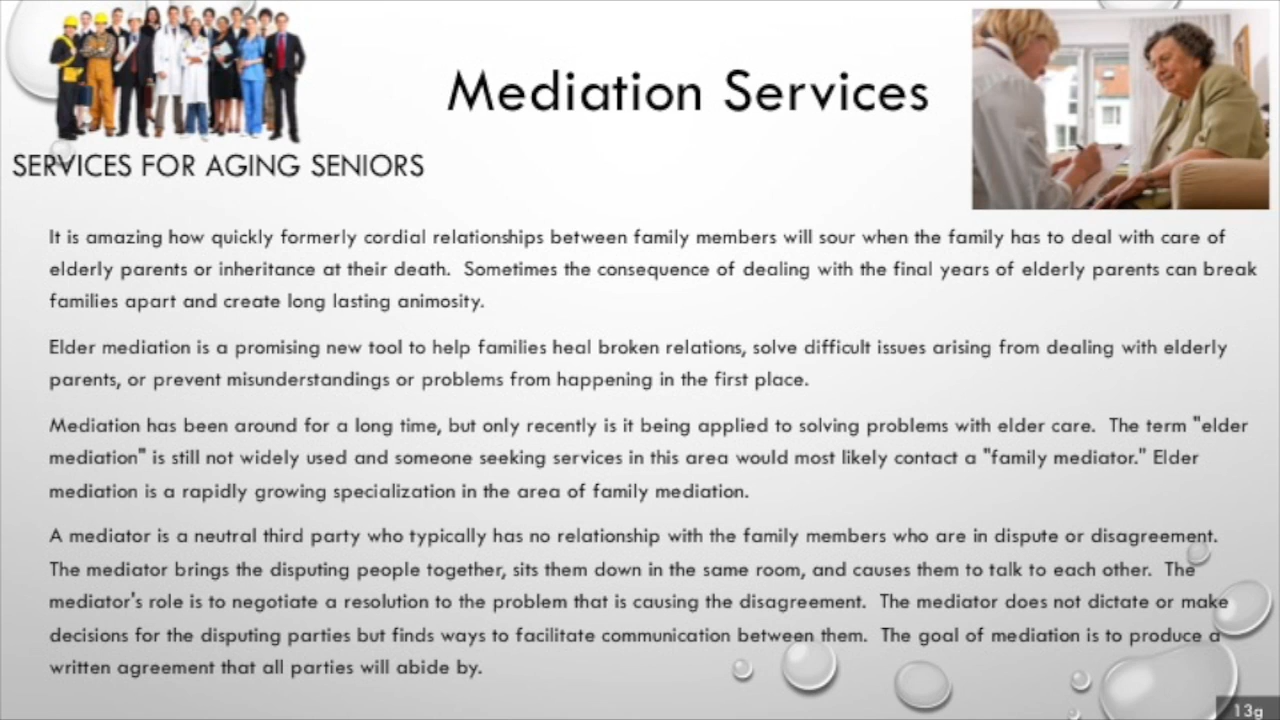 Mediation Services
SERVICES FOR AGING SENIORS
It is amazing how quickly formerly cordial relationships between family members will sour when the family has to deal with care of
elderly parents or inheritance at their death.  Sometimes the consequence of dealing with the final years of elderly parents can break
families apart and create long lasting animosity.
Elder mediation is a promising new tool to help families heal broken relations, solve difficult issues arising from dealing with elderly
parents, or prevent misunderstandings or problems from happening in the first place.
Mediation has been around for a long time, but only recently is it being applied to solving problems with elder care.  The term "elder
mediation" is still not widely used and someone seeking services in this area would most likely contact a "family mediator." Elder
mediation is a rapidly growing specialization in the area of family mediation.
A mediator is a neutral third party who typically has no relationship with the family members who are in dispute or disagreement.
The mediator brings the disputing people together, sits them down in the same room, and causes them to talk to each other.  The
mediator's role is to negotiate a resolution to the problem that is causing the disagreement.  The mediator does not dictate or make
decisions for the disputing parties but finds ways to facilitate communication between them.  The goal of mediation is to produce a
written agreement that all parties will abide by.
13g